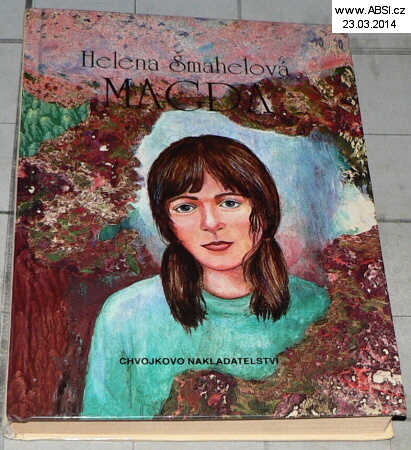 www.ABSi.cz
23.03.2014
Helena Šmahelová
MAGDA
CHVOJKOVO NAKLADATELSTVÍ